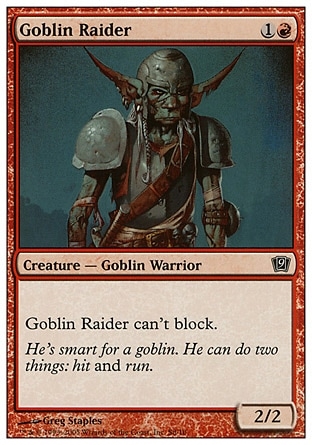 Goblin Raider 1
Creature — Goblin Warrior 9
Goblin Raider can't block.
He's smart for a goblin. He can do two
things: hit and run.
Greg Staples
2/2